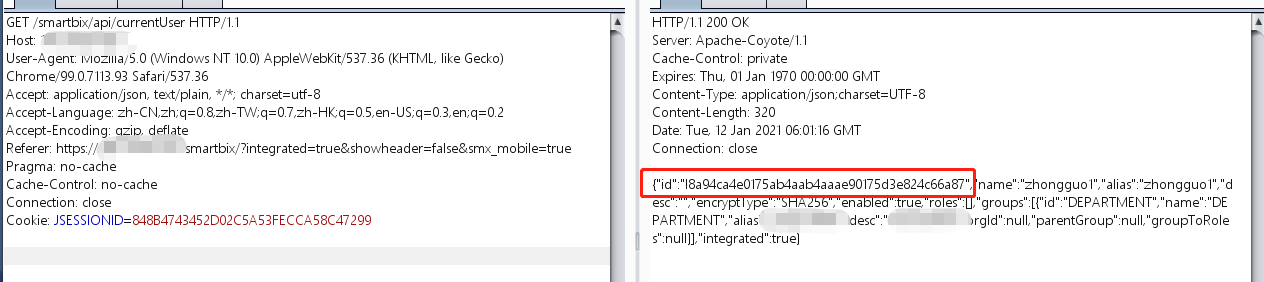 GET /smartbix/api/currentUser HTTP/1.1
Host:
User-Agent: Mozilla/5.0 (Windows NT 10.0) AppleWebKit/537.36 (KHTML, like Gecko)
Chrome/99.0.7113.93 Safari/537.36
Accept: application/json, text/plain, */*; charset=utf-8
Accept-Language: zh-CN,zh;q=0.8,zh-TW;q=0.7,zh-HK;q=0.5,en-US;q=0.3,en;q=0.2
Accept-Encoding: gzip, deflate
Referer: https:// smartbix/?integrated=true&showheader=false&smx_mobile=true
Pragma: no-cache
Cache-Control: no-cache
Connection: close
Cookie: JSESSIONID=848B4743452D02C5A53FECCA58C47299
HTTP/1.1 200 OK
Server: Apache-Coyote/1.1
Cache-Control: private
Expires: Thu, 01 Jan 1970 00:00:00 GMT
Content-Type: application/json;charset=UTF-8
Content-Length: 320
Date: Tue, 12 Jan 2021 06:01:16 GMT
Connection: close
{"id":"I8a94ca4e0175ab4aab4aaae90175d3e824c66a87","name":"zhongguo1","alias":"zhongguo1","d
esc":"","encryptType":"SHA256","enabled":true,"roles":[],"groups":[{"id":"DEPARTMENT","name":"DE
PARTMENT","alias desc":" orgId":null,"parentGroup":null,"groupToRole
s":null}],"integrated":true}